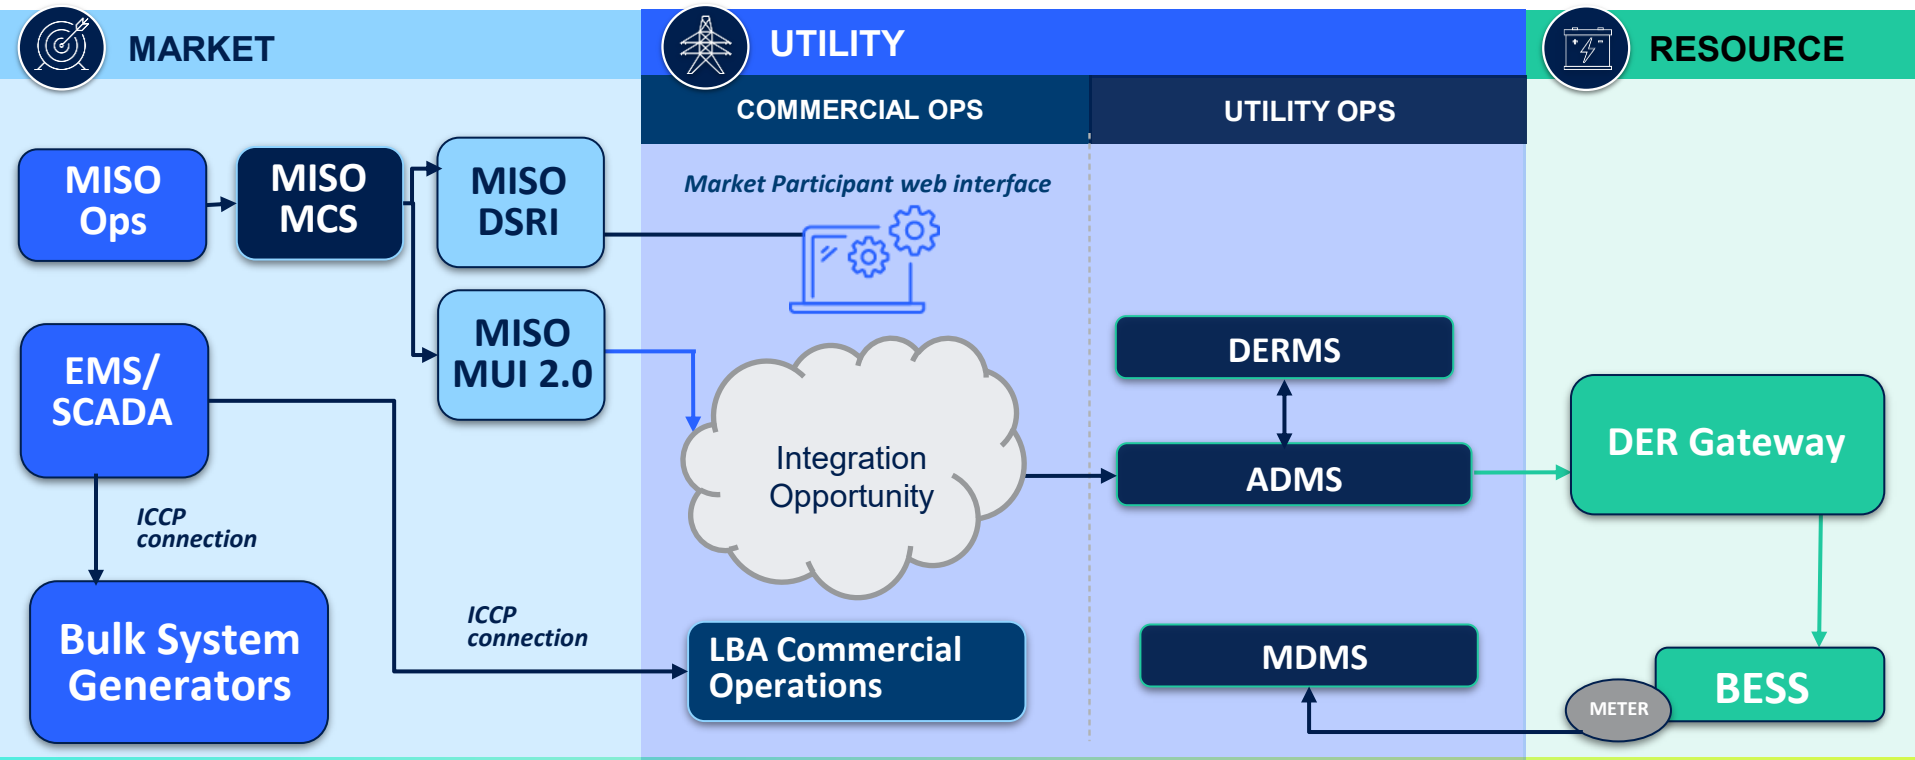 MARKET
UTILITY
RESOURCE
COMMERCIAL OPS
UTILITY OPS
MISO
Ops
MISO
MCS
MISO
DSRI
Market Participant web interface
MISO
MUI 2.0
EMS/
SCADA
ICCP
connection
Bulk System
Generators
ICCP
connection
Integration
Opportunity
LBA Commercial
Operations
DERMS
ADMS
MDMS
DER Gateway
BESS
METER